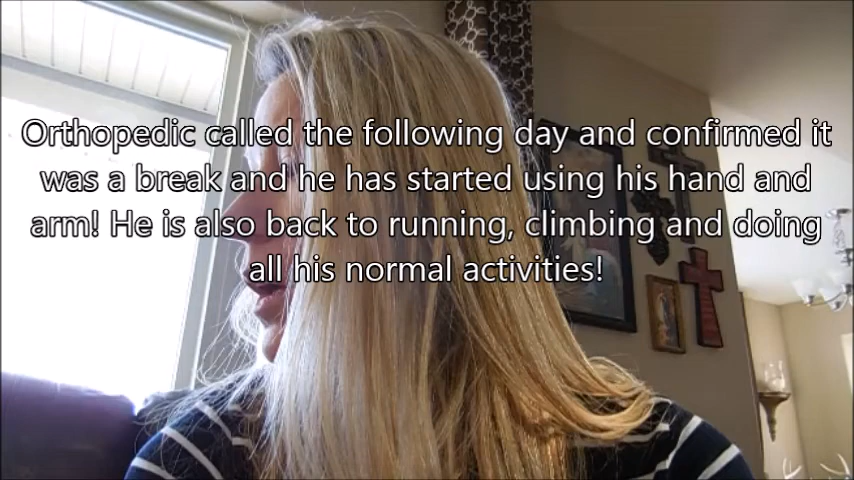 Orthopedic called the following day and confirmed it
was a break and he has started using his hand and
arm! He is also back to running, climbing and doing
all his normal activities!